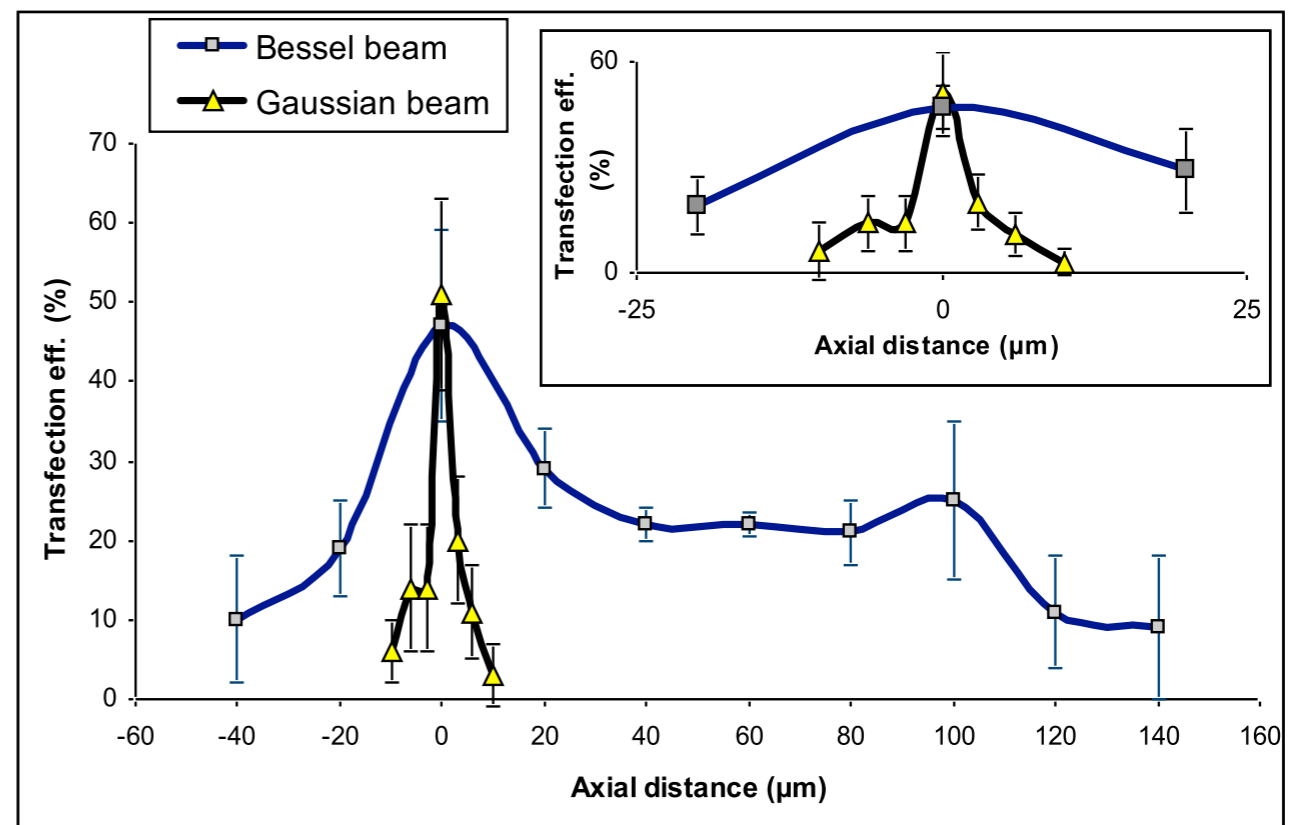 Bessel beam
Gaussian beam
70
60
50
40
30
20
10
0
Transfection eff. (%)
-60 -40 -20 0 20 40 60 80 100 120 140 160
Axial distance (µm)
60
0
Transfection eff.
(%)
-25 0 25
Axial distance (µm)